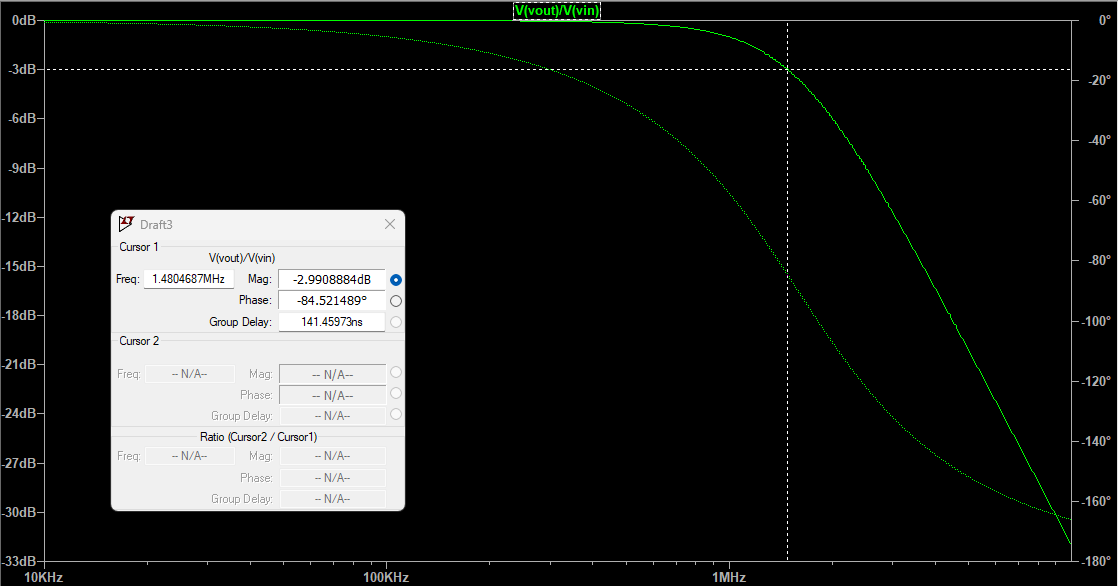 V(vout)/V(vin)
0dB
-3dB
-6dB
-9dB
-12dB
-15dB
-18dB
-21dB
-24dB
-27dB
-30dB
-33dB
0°
-20°
-40°
-60°
-80°
-100°
-120°
-140°
-160°
-180°
10KHz
100KHz
1MHz
Draft3
Cursor 1
V(vout)/V(vin)
Freq: 1.4804687MHz Mag: -2.9908884dB
Phase: -84.521489°
Group Delay: 141.45973ns
Cursor 2
Freq: -- N/A-- Mag: -- N/A--
Phase: -- N/A--
Group Delay: -- N/A--
Ratio (Cursor2 / Cursor1)
Freq: -- N/A-- Mag: -- N/A--
Phase: -- N/A--
Group Delay: -- N/A--